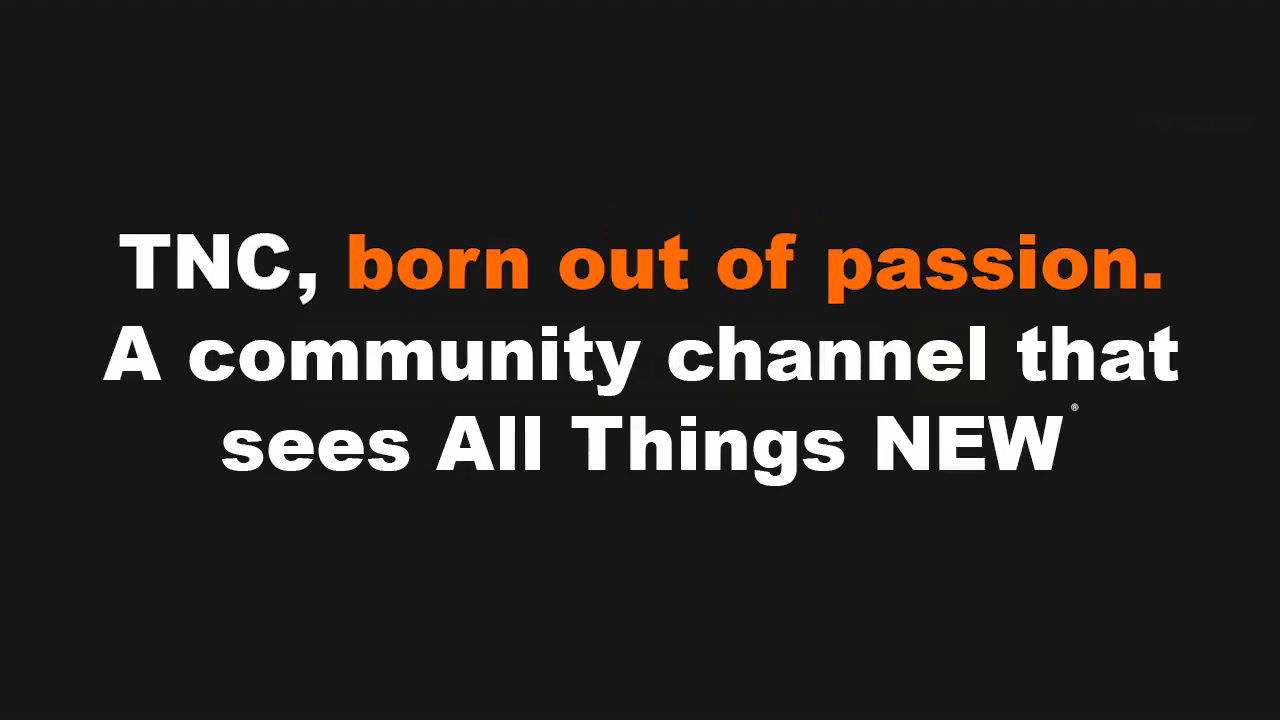 TNC, born out of passion.
A community channel that
sees All Things NEW®